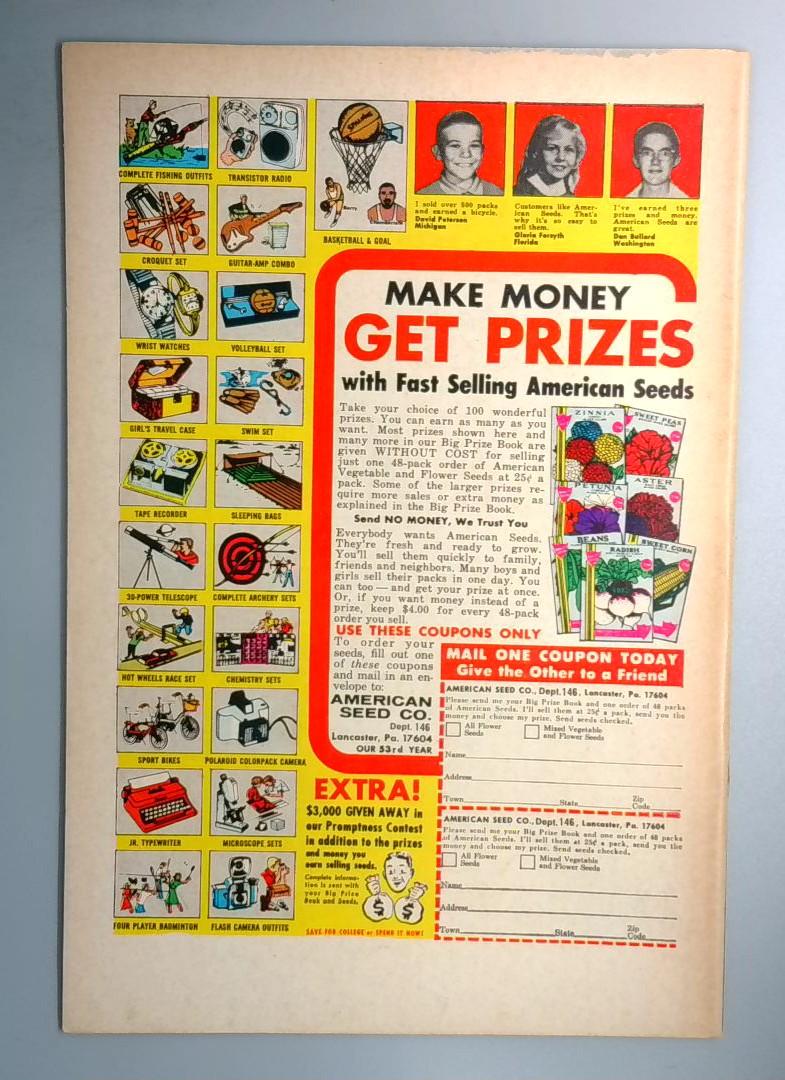 COMPLETE FISHING OUTFITS
TRANSISTOR RADIO
CROQUET SET
GUITAR-AMP COMBO
BASKETBALL & GOAL
WRIST WATCHES
VOLLEYBALL SET
GIRL'S TRAVEL CASE
SWIM SET
TAPE RECORDER
SLEEPING BAGS
30-POWER TELESCOPE
COMPLETE ARCHERY SETS
HOT WHEELS RACE SET
CHEMISTRY SETS
SPORT BIKES
POLAROID COLORPACK CAMERA
JR. TYPEWRITER
MICROSCOPE SETS
FOUR PLAYER BADMINTON
FLASH CAMERA OUTFITS
SPALDING
I sold over 500 packs
and earned a bicycle.
David Peterson
Michigan
Customers like Amer-
ican Seeds. That's
why it's so easy to
sell them.
Gloria Forsyth
Florida
I've earned three
prizes and money.
American Seeds are
great.
Dan Ballard
Washington
MAKE MONEY
GET PRIZES
with Fast Selling American Seeds
Take your choice of 100 wonderful
prizes. You can earn as many as you
want. Most prizes shown here and
many more in our Big Prize Book are
given WITHOUT COST for selling
just one 48-pack order of American
Vegetable and Flower Seeds at 25¢ a
pack. Some of the larger prizes re-
quire more sales or extra money as
explained in the Big Prize Book.
Send NO MONEY, We Trust You
Everybody wants American Seeds.
They're fresh and ready to grow.
You'll sell them quickly to family,
friends and neighbors. Many boys and
girls sell their packs in one day. You
can too — and get your prize at once.
Or, if you want money instead of a
prize, keep $4.00 for every 48-pack
order you sell.
ZINNIA
SWEET PEAS
PETUNIA
ASTER
BEANS
RADISH
SWEET CORN
USE THESE COUPONS ONLY
To order your
seeds, fill out one
of these coupons
and mail in an en-
velope to:
AMERICAN
SEED CO.
Dept. 146
Lancaster, Pa. 17604
OUR 53rd YEAR
MAIL ONE COUPON TODAY
Give the Other to a Friend
AMERICAN SEED CO., Dept. 146, Lancaster, Pa. 17604
Please send me your Big Prize Book and one order of 48 packs
of American Seeds. I'll sell them at 25¢ a pack, send you the
money and choose my prize. Send seeds checked.
All Flower
Seeds
Mixed Vegetable
and Flower Seeds
Name
Address
Town State Zip Code
AMERICAN SEED CO., Dept. 146, Lancaster, Pa. 17604
Please send me your Big Prize Book and one order of 48 packs
of American Seeds. I'll sell them at 25¢ a pack, send you the
money and choose my prize. Send seeds checked.
All Flower
Seeds
Mixed Vegetable
and Flower Seeds
Name
Address
Town State Zip Code
EXTRA!
$3,000 GIVEN AWAY in
our Promptness Contest
in addition to the prizes
and money you
earn selling seeds.
Complete informa-
tion is sent with
your Big Prize
Book and Seeds.
$ $
SAVE FOR COLLEGE or SPEND IT NOW!